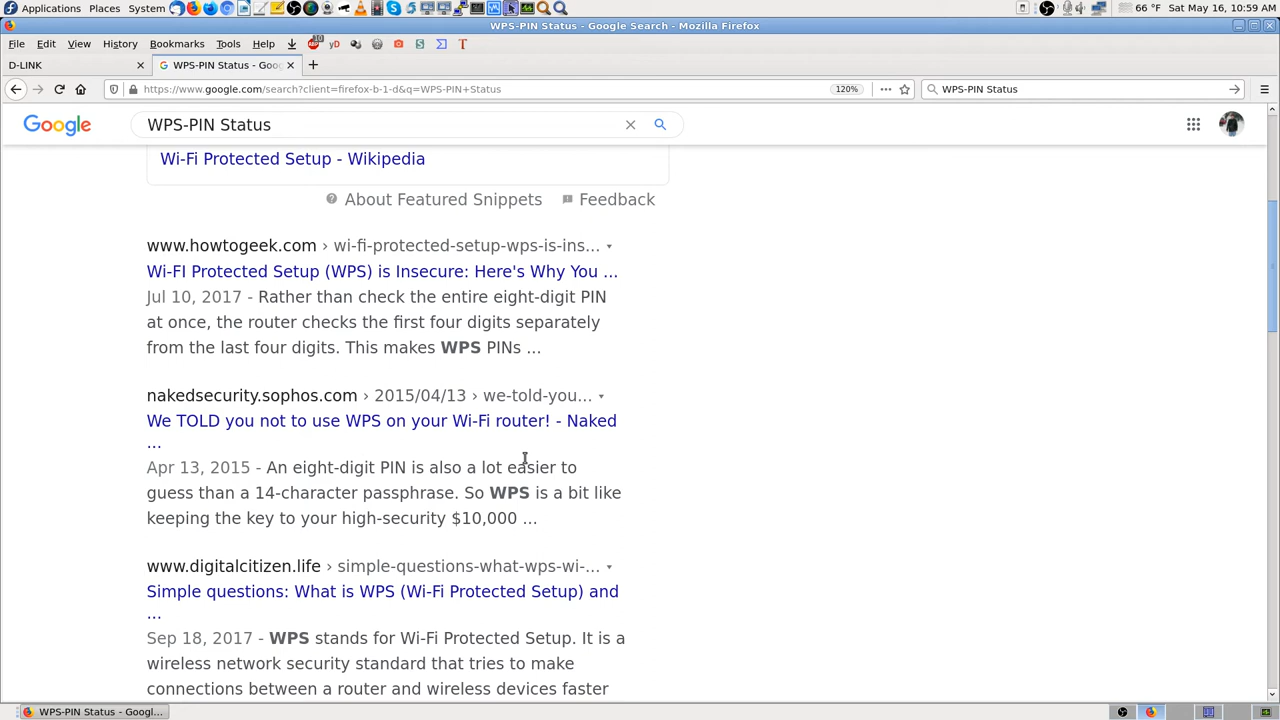 Applications Places System 66 °F Sat May 16, 10:59 AM
WPS-PIN Status - Google Search - Mozilla Firefox
File Edit View History Bookmarks Tools Help
D-LINK WPS-PIN Status - Goog
https://www.google.com/search?client=firefox-b-1-d&q=WPS-PIN+Status 120% WPS-PIN Status
Google WPS-PIN Status
Wi-Fi Protected Setup - Wikipedia
About Featured Snippets Feedback
www.howtogeek.com › wi-fi-protected-setup-wps-is-ins...
Wi-FI Protected Setup (WPS) is Insecure: Here's Why You ...
Jul 10, 2017 - Rather than check the entire eight-digit PIN
at once, the router checks the first four digits separately
from the last four digits. This makes WPS PINs ...
nakedsecurity.sophos.com › 2015/04/13 › we-told-you...
We TOLD you not to use WPS on your Wi-Fi router! - Naked
...
Apr 13, 2015 - An eight-digit PIN is also a lot easier to
guess than a 14-character passphrase. So WPS is a bit like
keeping the key to your high-security $10,000 ...
www.digitalcitizen.life › simple-questions-what-wps-wi-...
Simple questions: What is WPS (Wi-Fi Protected Setup) and
...
Sep 18, 2017 - WPS stands for Wi-Fi Protected Setup. It is a
wireless network security standard that tries to make
connections between a router and wireless devices faster
WPS-PIN Status - Googl...